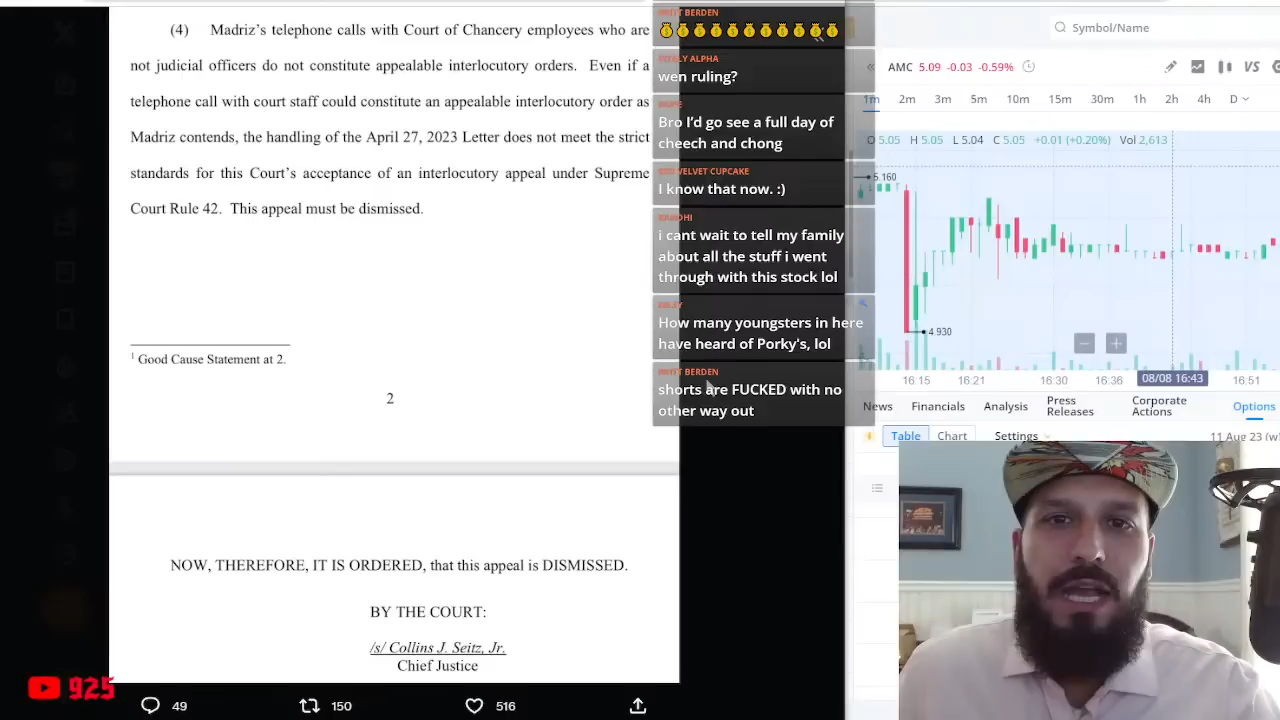 (4) Madriz's telephone calls with Court of Chancery employees who are
not judicial officers do not constitute appealable interlocutory orders. Even if a
telephone call with court staff could constitute an appealable interlocutory order as
Madriz contends, the handling of the April 27, 2023 Letter does not meet the strict
standards for this Court's acceptance of an interlocutory appeal under Supreme
Court Rule 42. This appeal must be dismissed.
1 Good Cause Statement at 2.
2
NOW, THEREFORE, IT IS ORDERED, that this appeal is DISMISSED.
BY THE COURT:
/s/ Collins J. Seitz, Jr.
Chief Justice
925
49
150
516
BERDEN
ALPHA
wen ruling?
Bro I'd go see a full day of
cheech and chong
VELVET CUPCAKE
I know that now. :)
i cant wait to tell my family
about all the stuff i went
through with this stock lol
How many youngsters in here
have heard of Porky's, lol
BERDEN
shorts are FUCKED with no
other way out
Symbol/Name
AMC 5.09 -0.03 -0.59%
VS
1m 2m 3m 5m 10m 15m 30m 1h 2h 4h D
O 5.05 H 5.05 L 5.04 C 5.05 +0.01 (+0.20%) Vol 2,613
5.160
4.930
16:15 16:21 16:30 16:36 08/08 16:43 16:51
News Financials Analysis Press Releases Corporate Actions Options
Table Chart Settings 11 Aug 23 (w